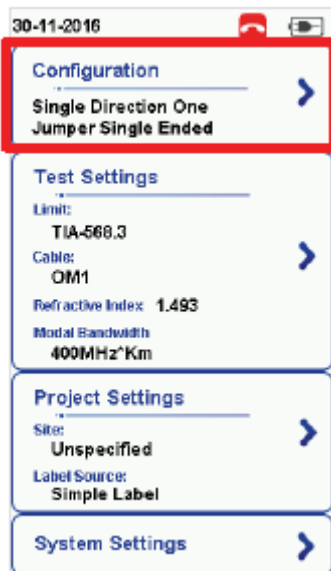 30-11-2016
Configuration
Single Direction One
Jumper Single Ended
Test Settings
Limit:
TIA-568.3
Cable:
OM1
Refractive Index 1.493
Modal Bandwidth
400MHz*Km
Project Settings
Site:
Unspecified
Label Source:
Simple Label
System Settings